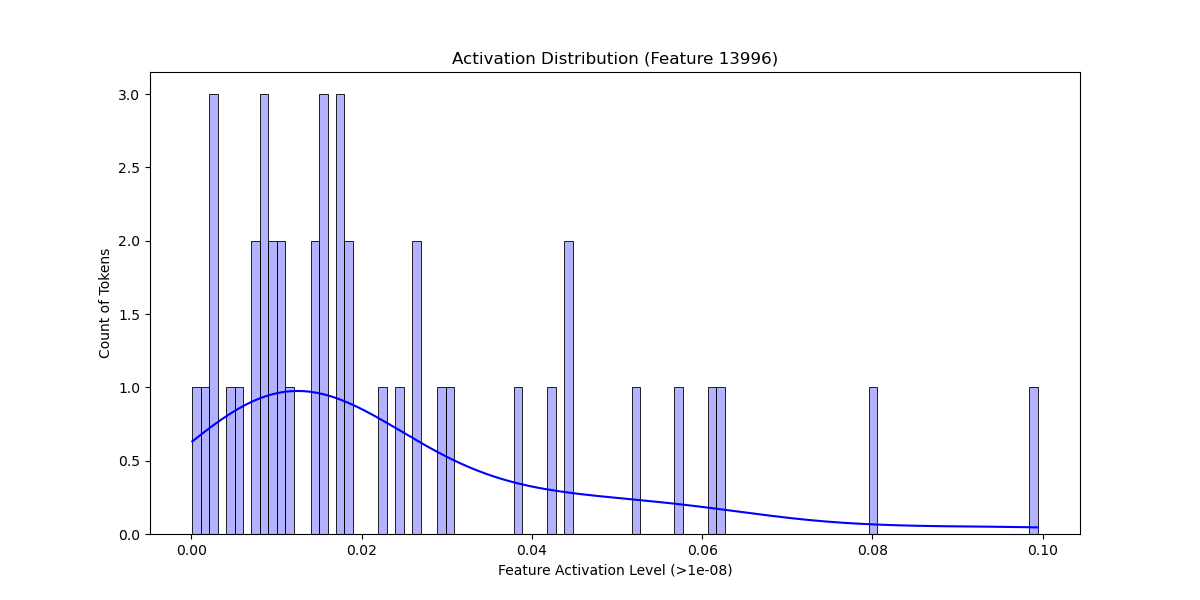 Activation Distribution (Feature 13996)
3.0
2.5
2.0
1.5
1.0
0.5
0.0
Count of Tokens
0.00 0.02 0.04 0.06 0.08 0.10
Feature Activation Level (>1e-08)